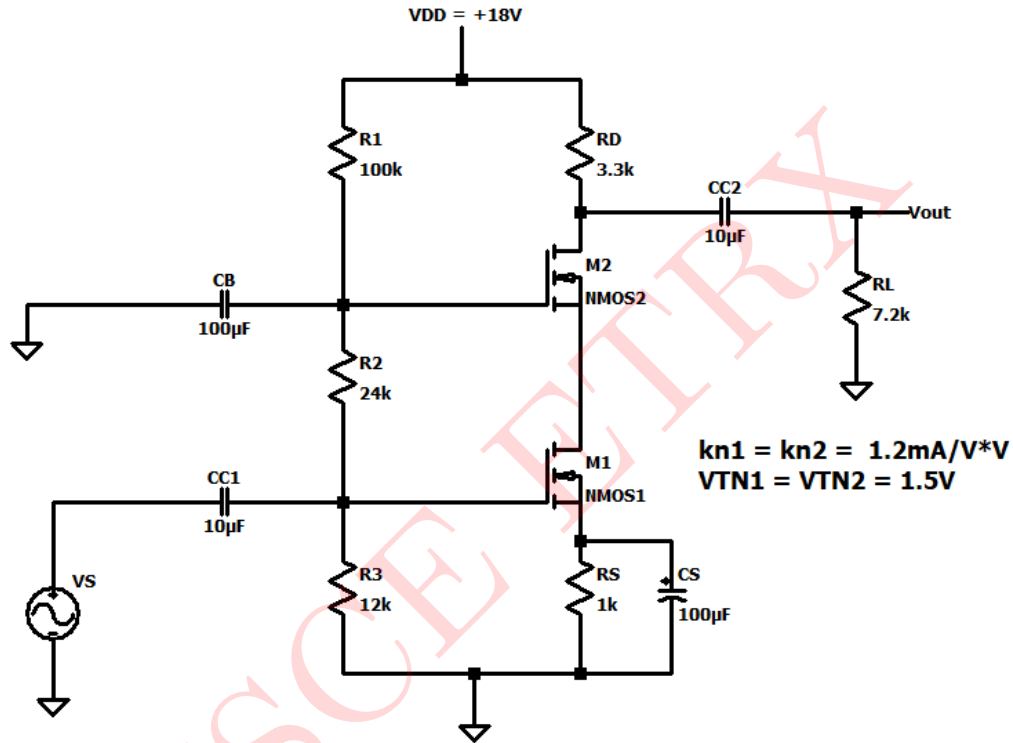 VDD = +18V
R1
100k
RD
3.3k
CC2
10µF
Vout
M2
NMOS2
CB
100µF
RL
7.2k
R2
24k
kn1 = kn2 = 1.2mA/V*V
VTN1 = VTN2 = 1.5V
M1
NMOS1
CC1
10µF
VS
R3
12k
RS
1k
CS
100µF
SCE ETRX